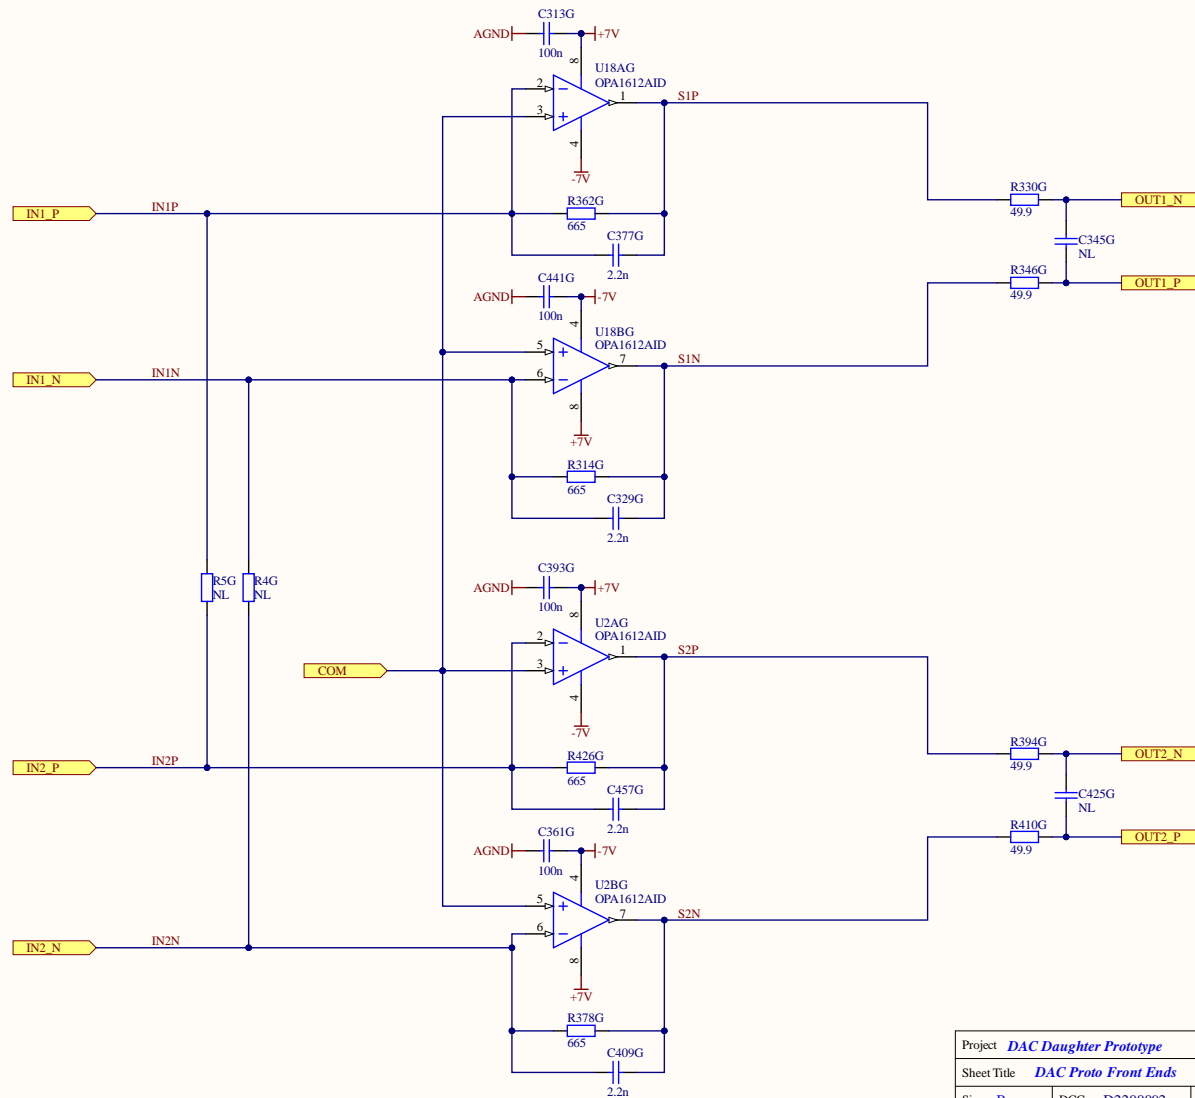 C313G
AGND +7V
100n
8
U18AG
OPA1612AID
2 − 1 S1P
3 +
4
-7V
IN1_P IN1P
R362G
665
C377G
2.2n
R330G OUT1_N
49.9
C345G
NL
R346G OUT1_P
49.9
C441G
AGND -7V
100n
4
U18BG
OPA1612AID
5 + 7 S1N
6 −
IN1_N IN1N
8
+7V
R314G
665
C329G
2.2n
R5G R4G
NL NL
C393G
AGND +7V
100n
8
U2AG
OPA1612AID
2 − 1 S2P
COM 3 +
4
-7V
IN2_P IN2P
R426G
665
C457G
2.2n
R394G OUT2_N
49.9
C425G
NL
R410G OUT2_P
49.9
C361G
AGND -7V
100n
4
U2BG
OPA1612AID
5 + 7 S2N
6 −
IN2_N IN2N
8
+7V
R378G
665
C409G
2.2n
Project DAC Daughter Prototype
Sheet Title DAC Proto Front Ends